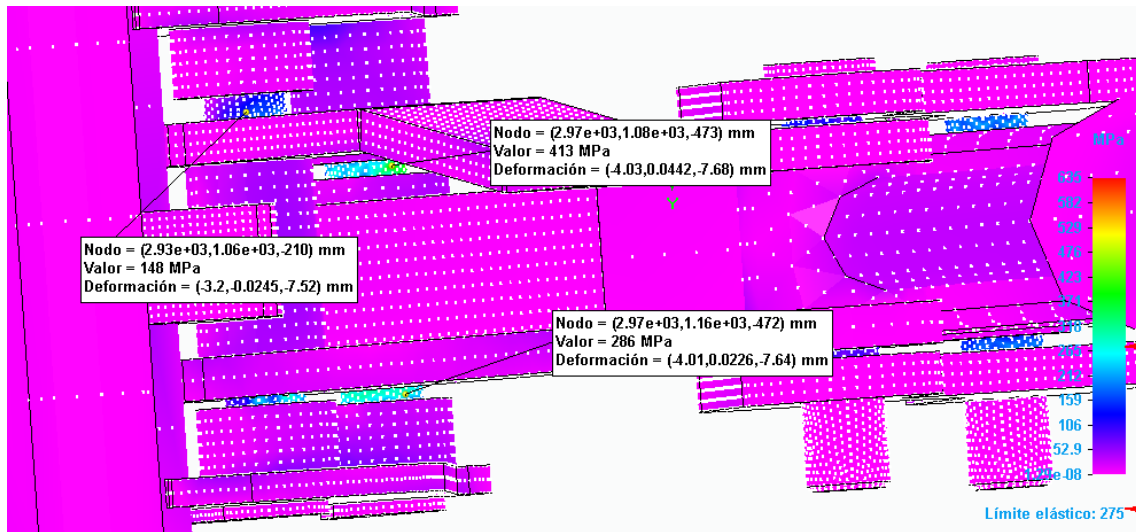 Nodo = (2.97e+03,1.08e+03,-473) mm
Valor = 413 MPa
Deformación = (-4.03,0.0442,-7.68) mm
MPa
Y
Nodo = (2.93e+03,1.06e+03,-210) mm
Valor = 148 MPa
Deformación = (-3.2,-0.0245,-7.52) mm
Nodo = (2.97e+03,1.16e+03,-472) mm
Valor = 286 MPa
Deformación = (-4.01,0.0226,-7.64) mm
582
529
476
423
159
106
52.9
Límite elástico: 275